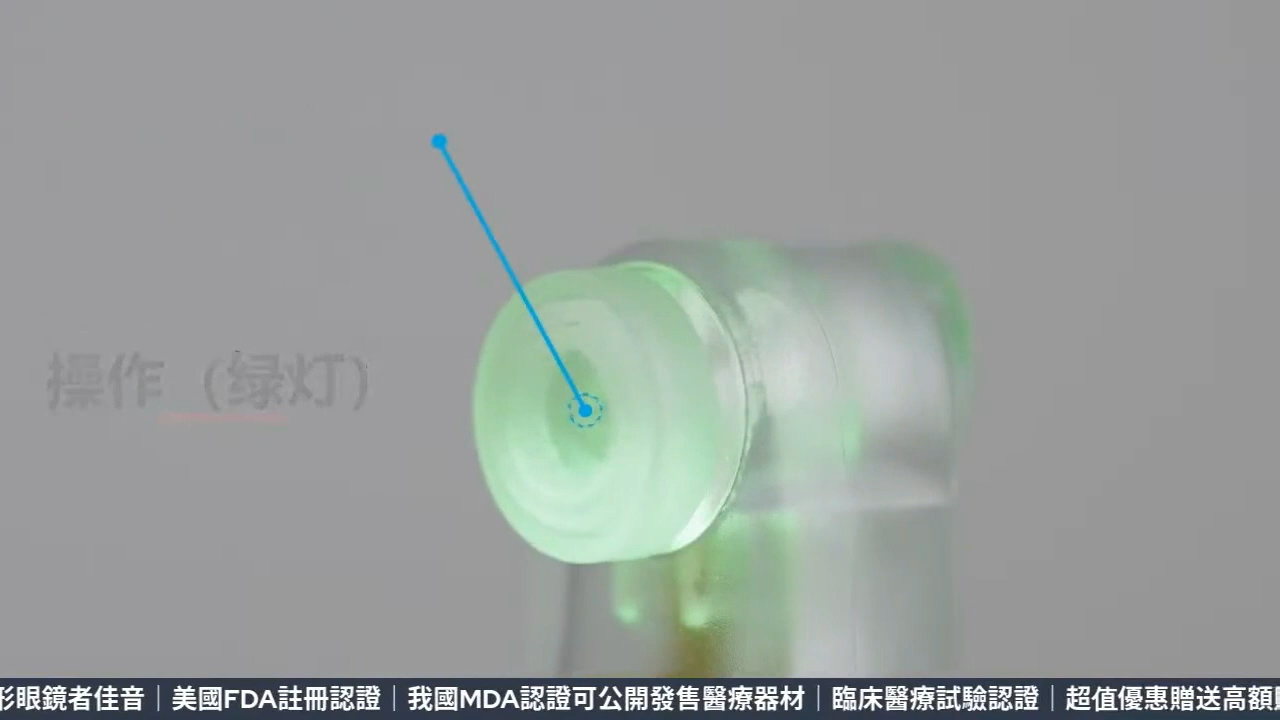 操作（绿灯）
形眼鏡者佳音｜美國FDA註冊認證｜我國MDA認證可公開發售醫療器材｜臨床醫療試驗認證｜超值優惠贈送高額